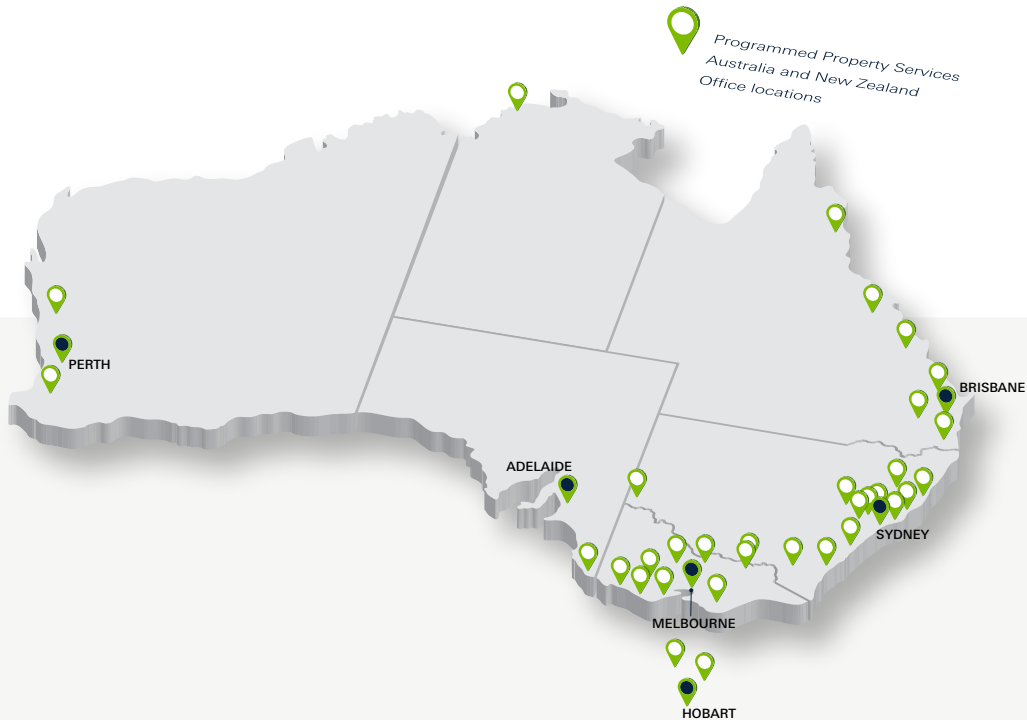 Programmed Property Services
Australia and New Zealand
Office locations
PERTH
BRISBANE
ADELAIDE
SYDNEY
MELBOURNE
HOBART